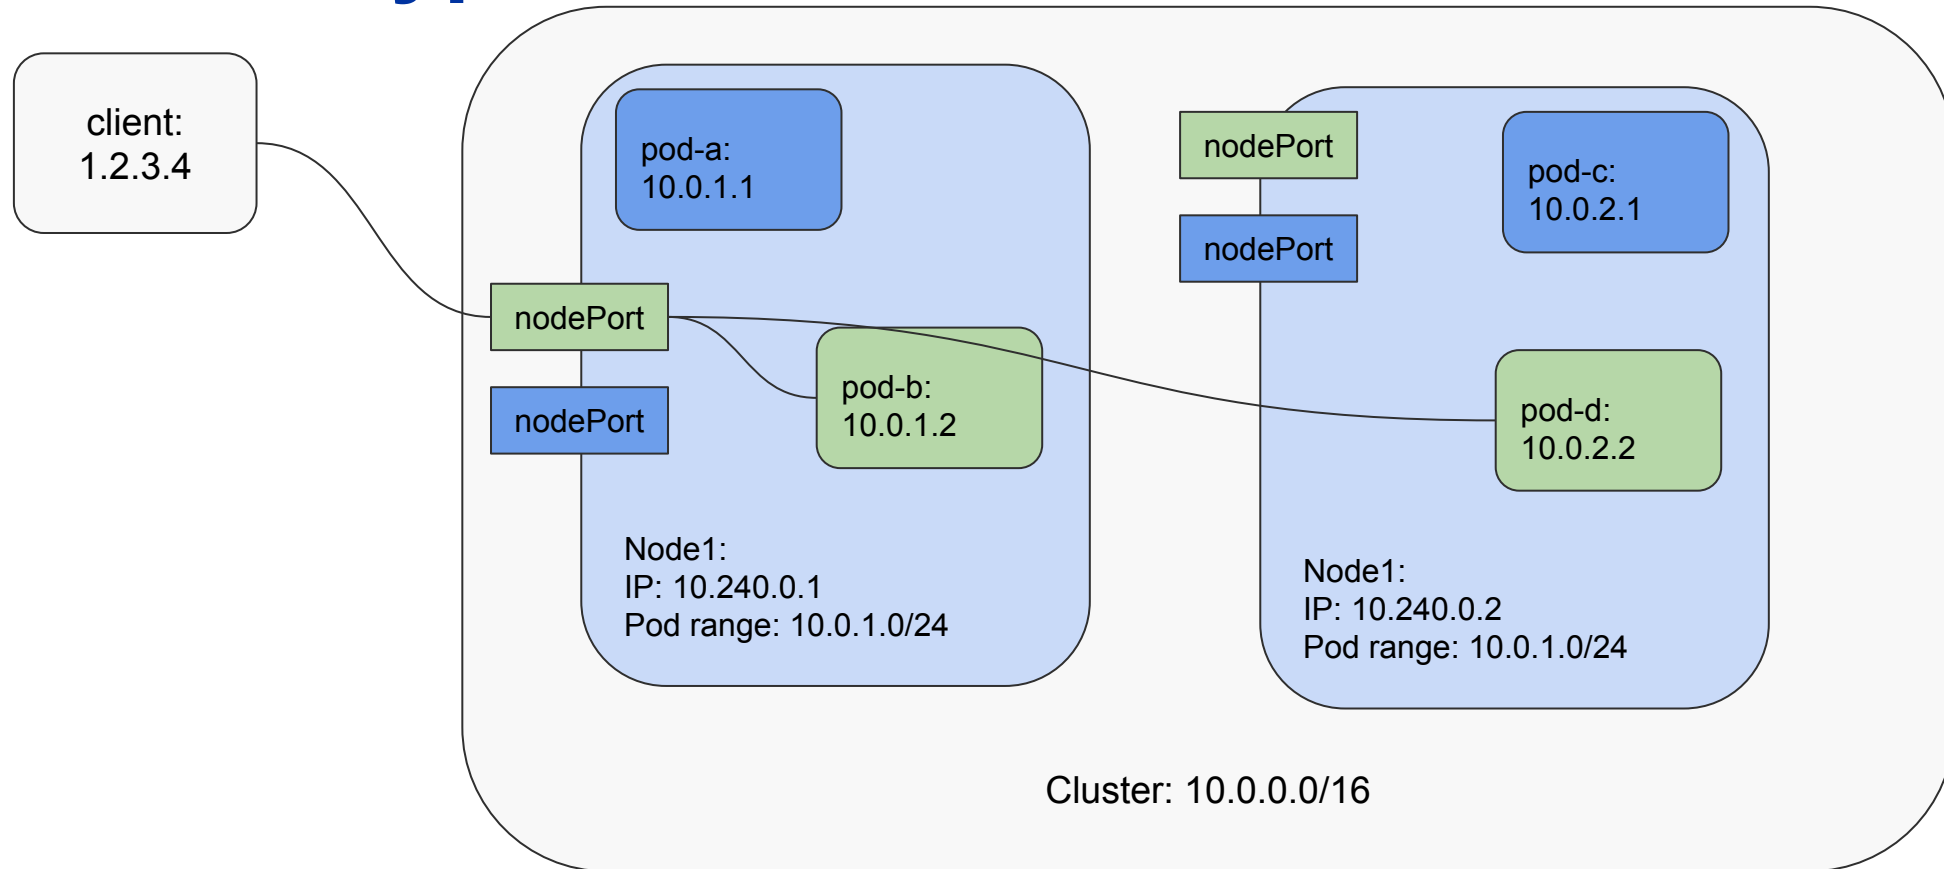 client:
1.2.3.4
pod-a:
10.0.1.1
nodePort
nodePort
pod-b:
10.0.1.2
Node1:
IP: 10.240.0.1
Pod range: 10.0.1.0/24
nodePort
nodePort
pod-c:
10.0.2.1
pod-d:
10.0.2.2
Node1:
IP: 10.240.0.2
Pod range: 10.0.1.0/24
Cluster: 10.0.0.0/16